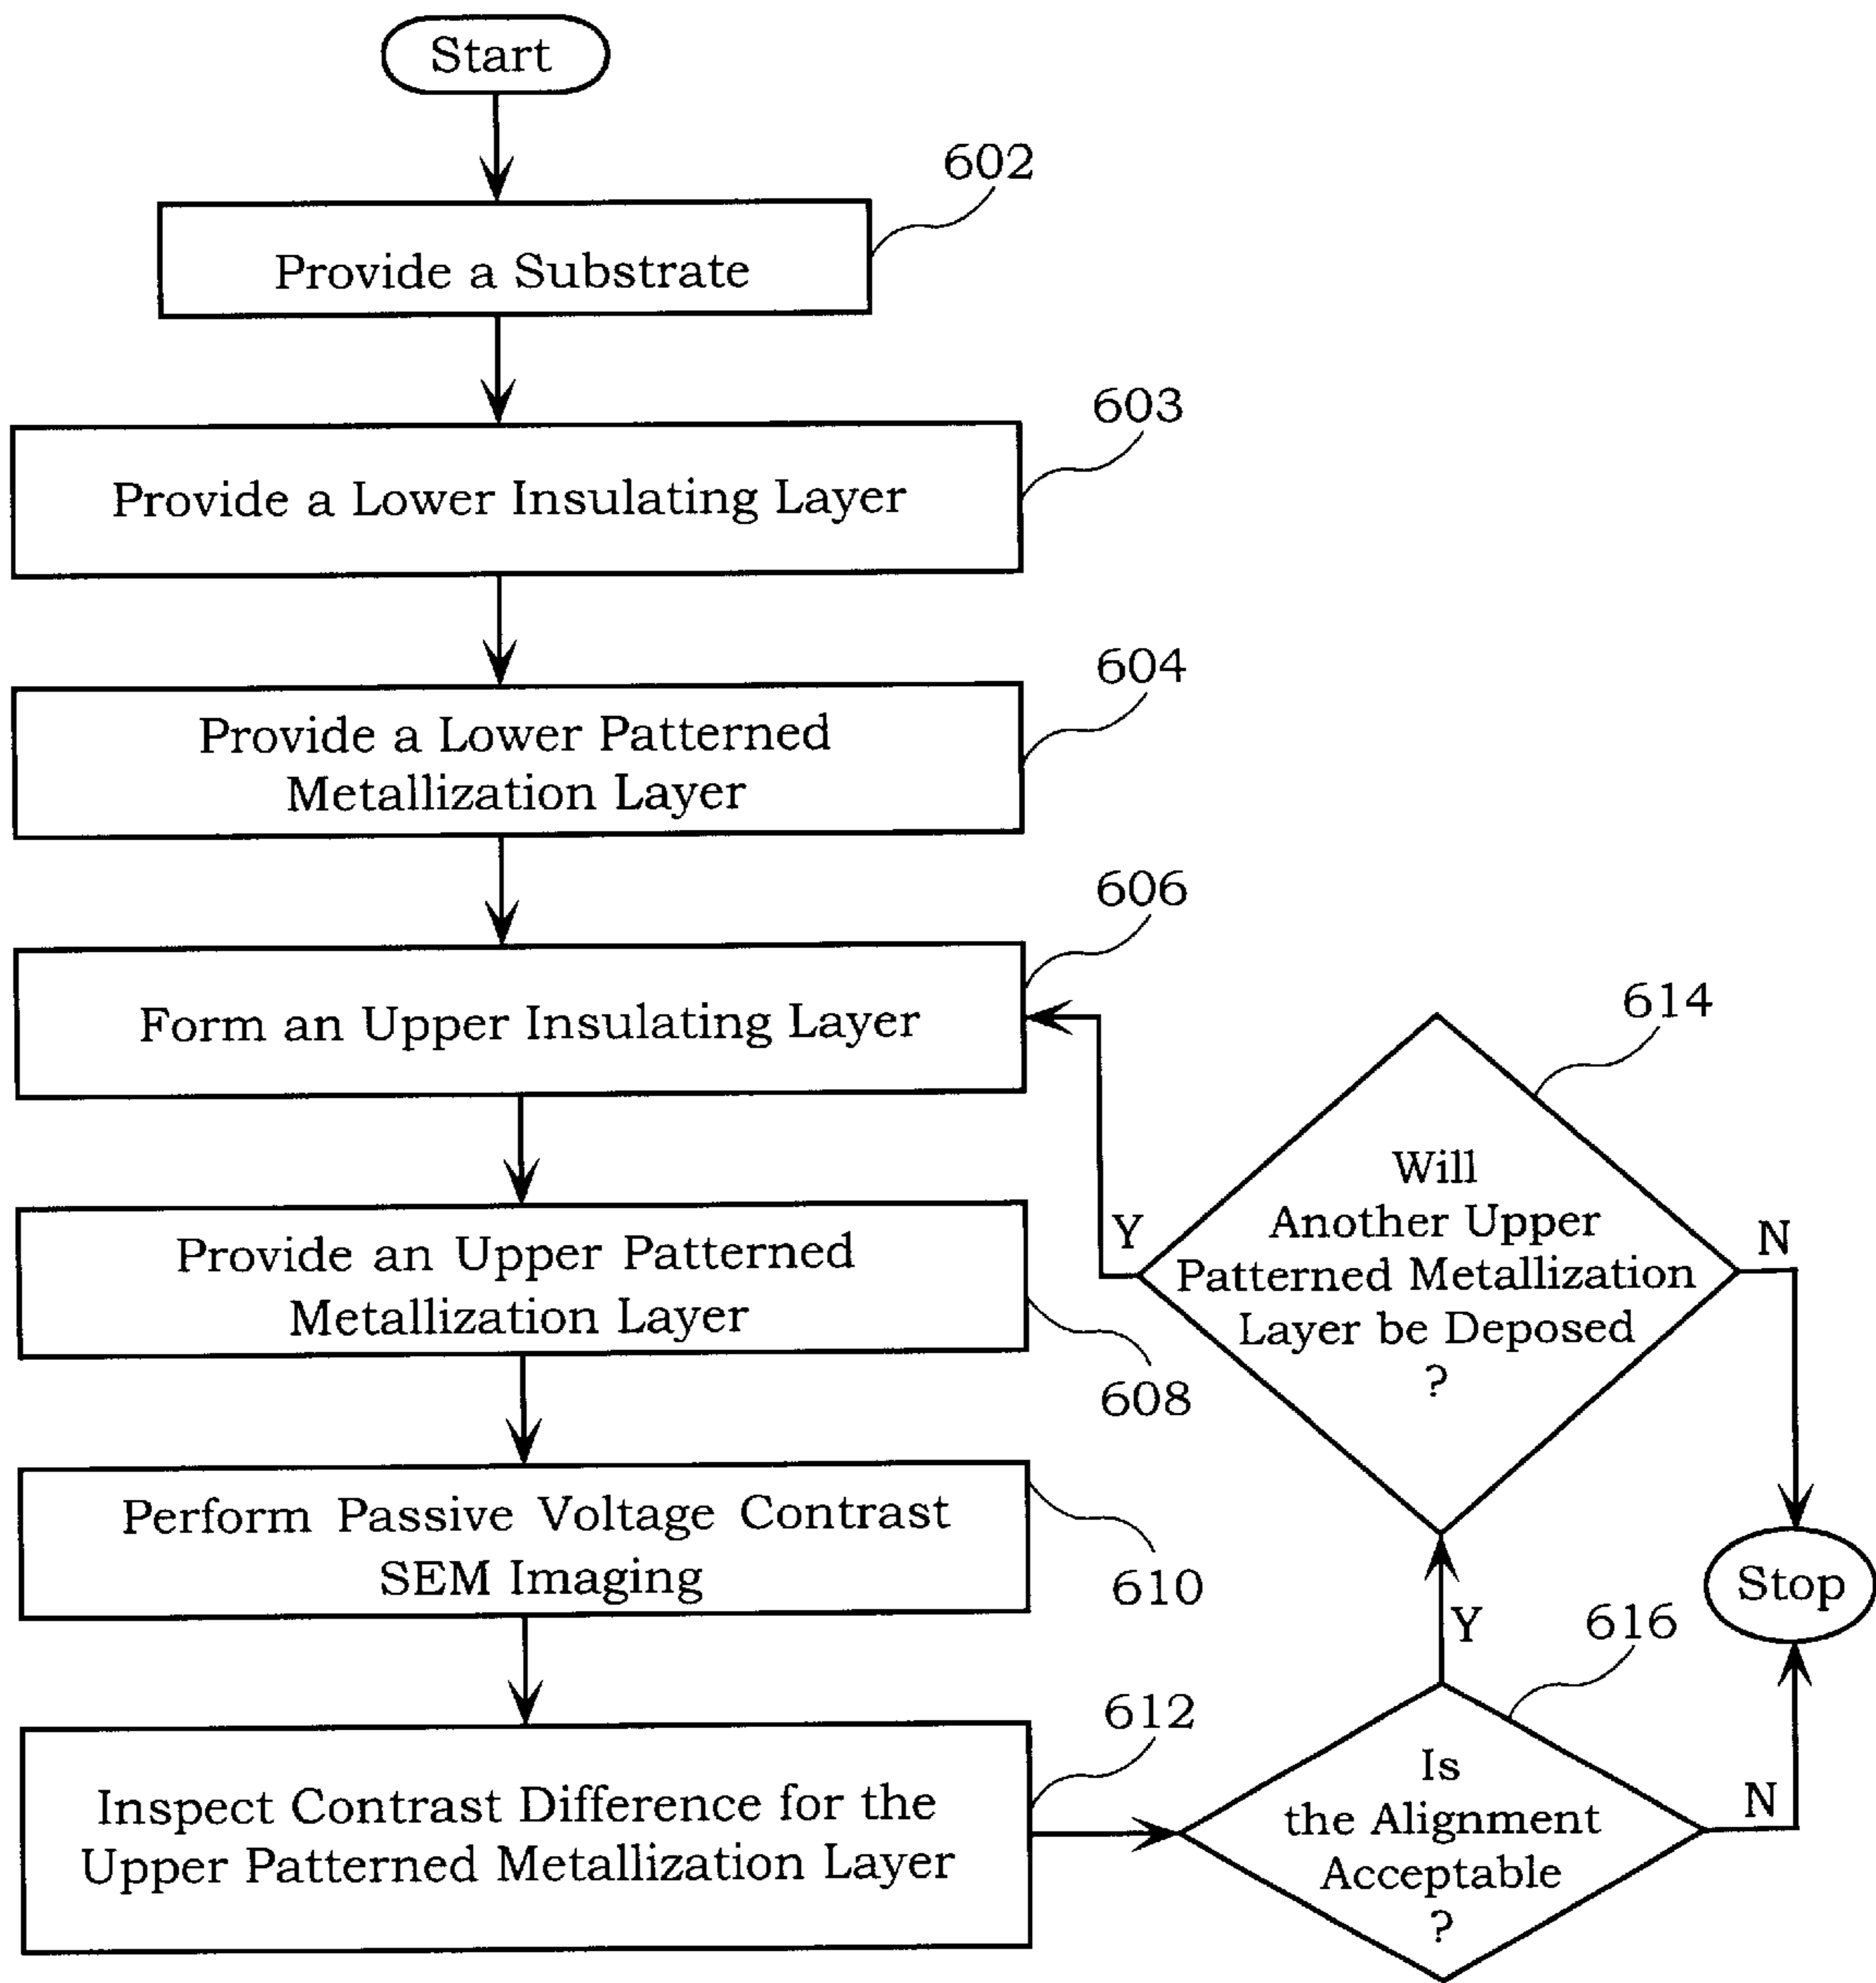 Start
602
Provide a Substrate
603
Provide a Lower Insulating Layer
604
Provide a Lower Patterned
Metallization Layer
606
Form an Upper Insulating Layer
Provide an Upper Patterned
Metallization Layer
608
Perform Passive Voltage Contrast
SEM Imaging
610
612
Inspect Contrast Difference for the
Upper Patterned Metallization Layer
616
Is
the Alignment
Acceptable
?
Y
N
614
Will
Another Upper
Patterned Metallization
Layer be Deposed
?
Y
N
Stop